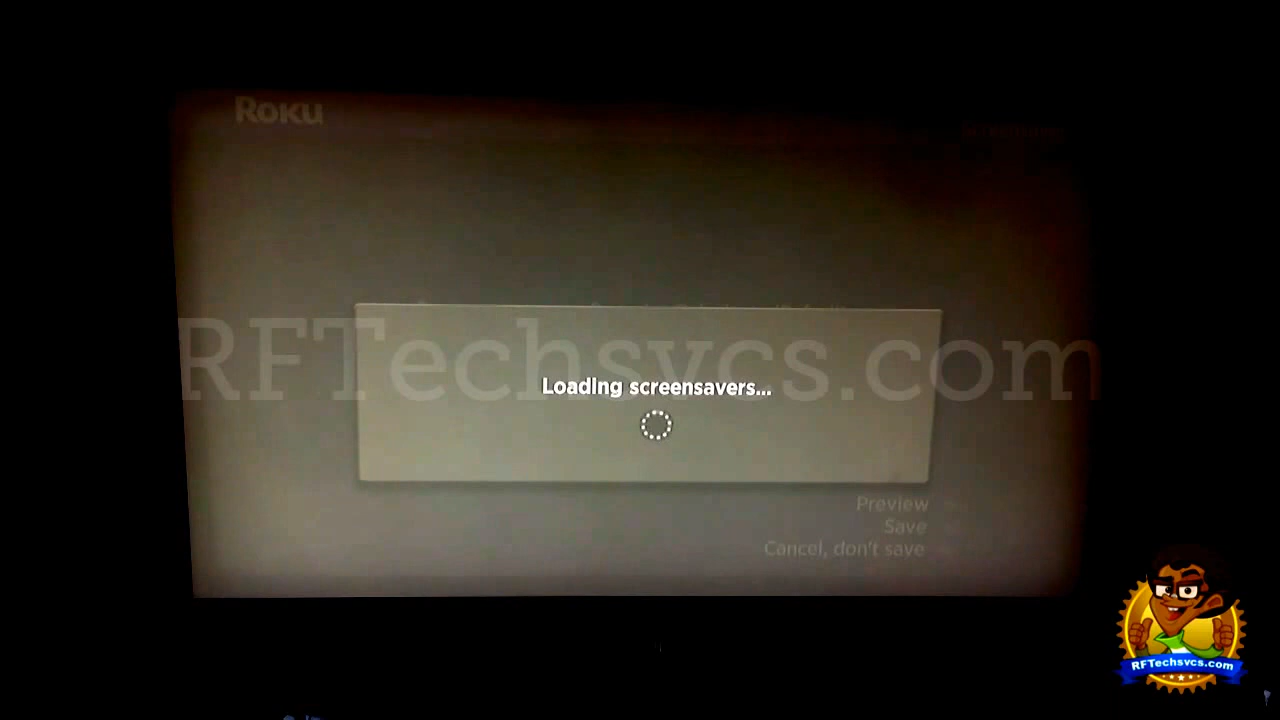 Roku
RFTechsvcs.com
Loading screensavers...
Preview
Save
Cancel, don't save
RFTechsvcs.com